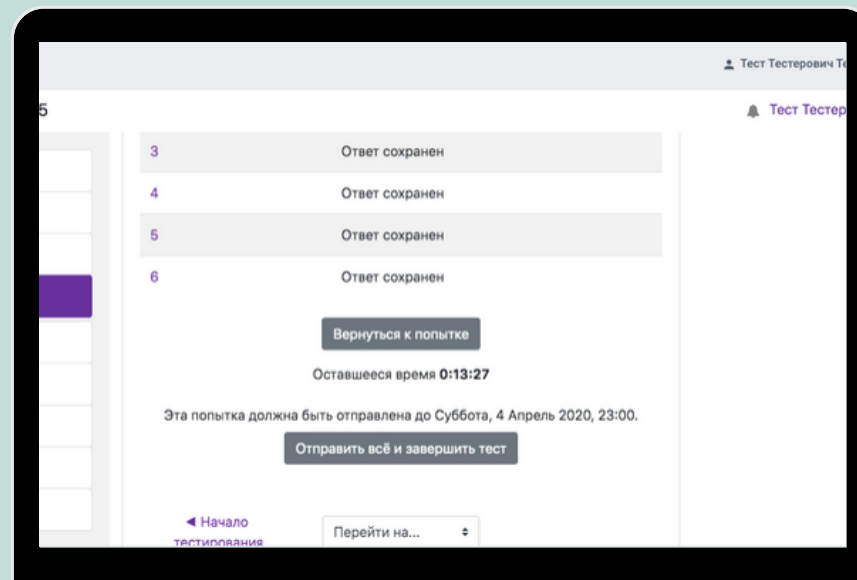 Тест Тестерович
5
Тест
3 Ответ сохранен
4 Ответ сохранен
5 Ответ сохранен
6 Ответ сохранен
Вернуться к попытке
Оставшееся время 0:13:27
Эта попытка должна быть отправлена до Суббота, 4 Апрель 2020, 23:00.
Отправить всё и завершить тест
◄ Начало
тестирования
Перейти на...